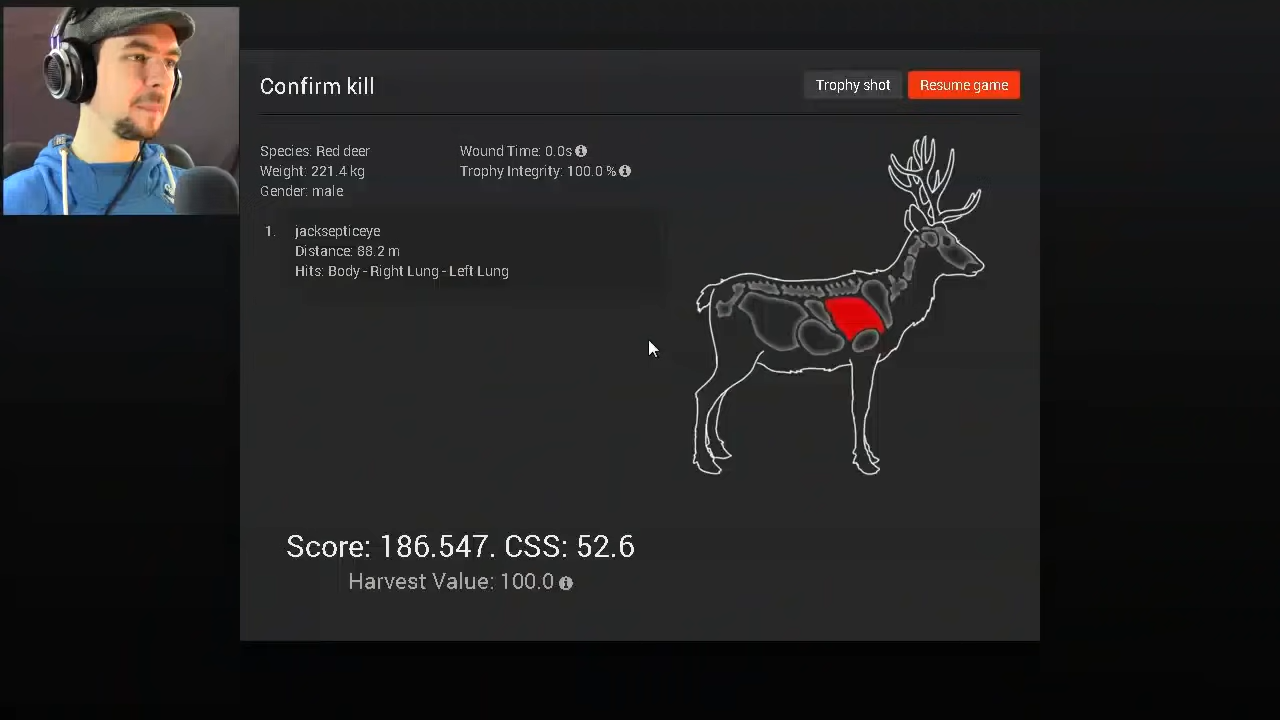 Confirm kill
Trophy shot
Resume game
Species: Red deer
Weight: 221.4 kg
Gender: male
Wound Time: 0.0s
Trophy Integrity: 100.0 %
1. jacksepticeye
Distance: 88.2 m
Hits: Body - Right Lung - Left Lung
Score: 186.547. CSS: 52.6
Harvest Value: 100.0